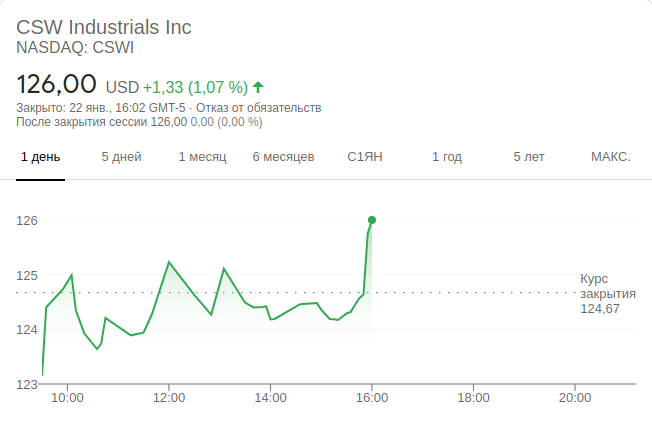 CSW Industrials Inc
NASDAQ: CSWI
126,00 USD +1,33 (1,07 %)
Закрыто: 22 янв., 16:02 GMT-5 · Отказ от обязательств
После закрытия сессии 126,00 0,00 (0,00 %)
1 день 5 дней 1 месяц 6 месяцев С1ЯН 1 год 5 лет МАКС.
126
125
Курс
закрытия
124,67
124
123
10:00 12:00 14:00 16:00 18:00 20:00